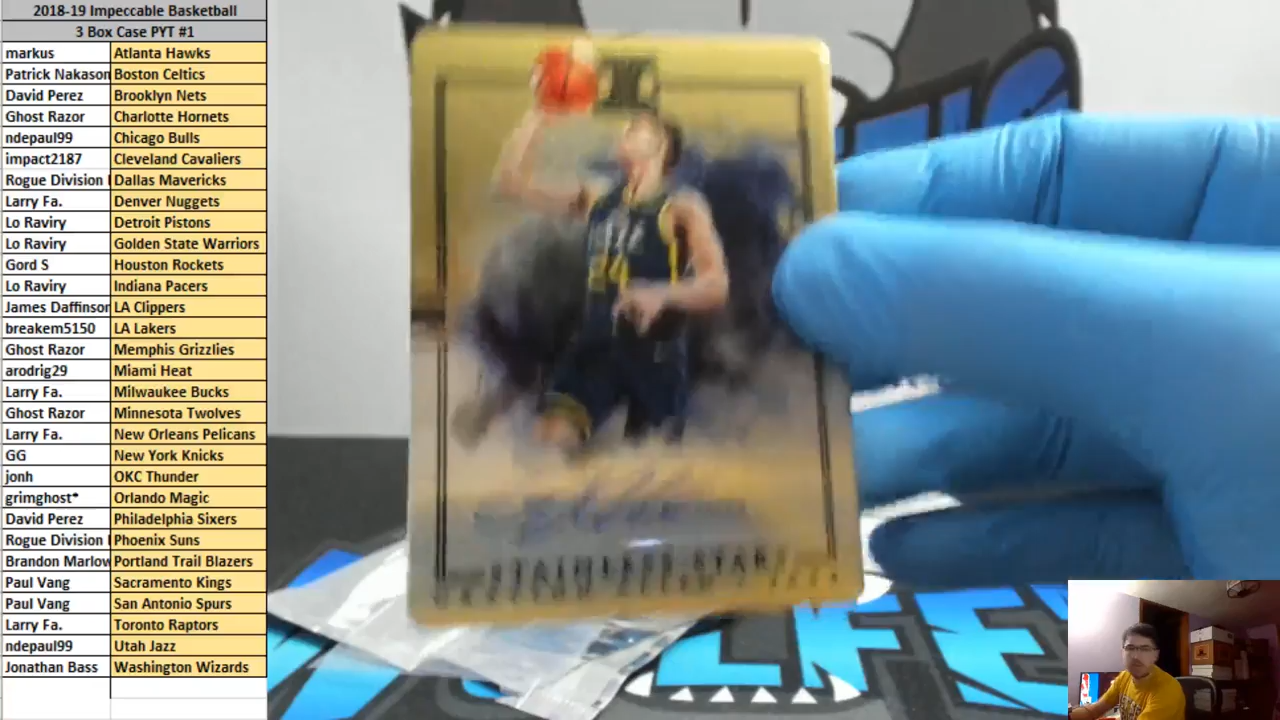 2018-19 Impeccable Basketball
3 Box Case PYT #1
markus Atlanta Hawks
Patrick Nakason Boston Celtics
David Perez Brooklyn Nets
Ghost Razor Charlotte Hornets
ndepaul99 Chicago Bulls
impact2187 Cleveland Cavaliers
Rogue Division Dallas Mavericks
Larry Fa. Denver Nuggets
Lo Raviry Detroit Pistons
Lo Raviry Golden State Warriors
Gord S Houston Rockets
Lo Raviry Indiana Pacers
James Daffinson LA Clippers
breakem5150 LA Lakers
Ghost Razor Memphis Grizzlies
arodrig29 Miami Heat
Larry Fa. Milwaukee Bucks
Ghost Razor Minnesota Twolves
Larry Fa. New Orleans Pelicans
GG New York Knicks
jonh OKC Thunder
grimghost* Orlando Magic
David Perez Philadelphia Sixers
Rogue Division Phoenix Suns
Brandon Marlow Portland Trail Blazers
Paul Vang Sacramento Kings
Paul Vang San Antonio Spurs
Larry Fa. Toronto Raptors
ndepaul99 Utah Jazz
Jonathan Bass Washington Wizards
STAINLESS STARS